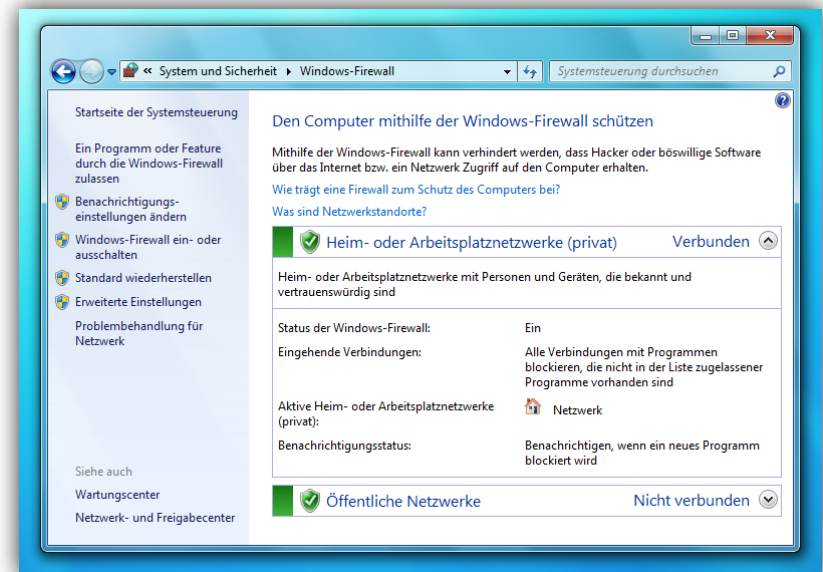 « System und Sicherheit ▸ Windows-Firewall
Systemsteuerung durchsuchen
Startseite der Systemsteuerung
Ein Programm oder Feature
durch die Windows-Firewall
zulassen
Benachrichtigungs-
einstellungen ändern
Windows-Firewall ein- oder
ausschalten
Standard wiederherstellen
Erweiterte Einstellungen
Problembehandlung für
Netzwerk
Siehe auch
Wartungscenter
Netzwerk- und Freigabecenter
Den Computer mithilfe der Windows-Firewall schützen
Mithilfe der Windows-Firewall kann verhindert werden, dass Hacker oder böswillige Software
über das Internet bzw. ein Netzwerk Zugriff auf den Computer erhalten.
Wie trägt eine Firewall zum Schutz des Computers bei?
Was sind Netzwerkstandorte?
Heim- oder Arbeitsplatznetzwerke (privat) Verbunden
Heim- oder Arbeitsplatznetzwerke mit Personen und Geräten, die bekannt und
vertrauenswürdig sind
Status der Windows-Firewall: Ein
Eingehende Verbindungen: Alle Verbindungen mit Programmen
blockieren, die nicht in der Liste zugelassener
Programme vorhanden sind
Aktive Heim- oder Arbeitsplatznetzwerke Netzwerk
(privat):
Benachrichtigungsstatus: Benachrichtigen, wenn ein neues Programm
blockiert wird
Öffentliche Netzwerke Nicht verbunden